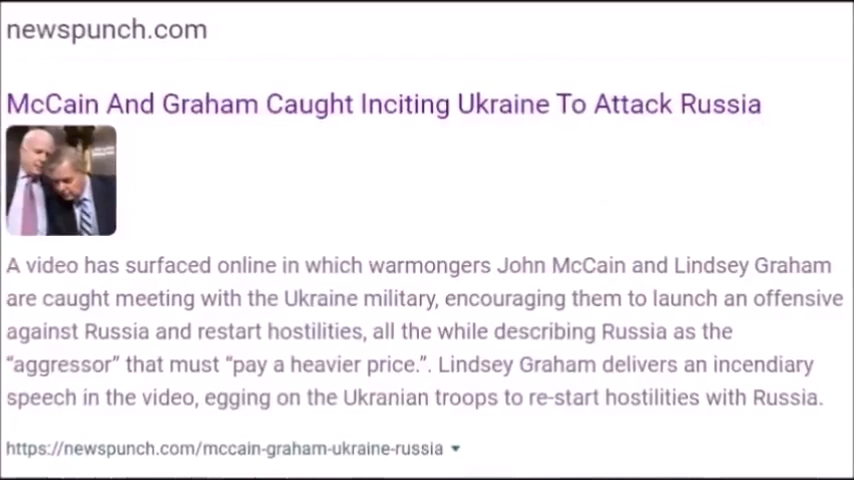 newspunch.com
McCain And Graham Caught Inciting Ukraine To Attack Russia
A video has surfaced online in which warmongers John McCain and Lindsey Graham
are caught meeting with the Ukraine military, encouraging them to launch an offensive
against Russia and restart hostilities, all the while describing Russia as the
“aggressor” that must “pay a heavier price.”. Lindsey Graham delivers an incendiary
speech in the video, egging on the Ukranian troops to re-start hostilities with Russia.
https://newspunch.com/mccain-graham-ukraine-russia